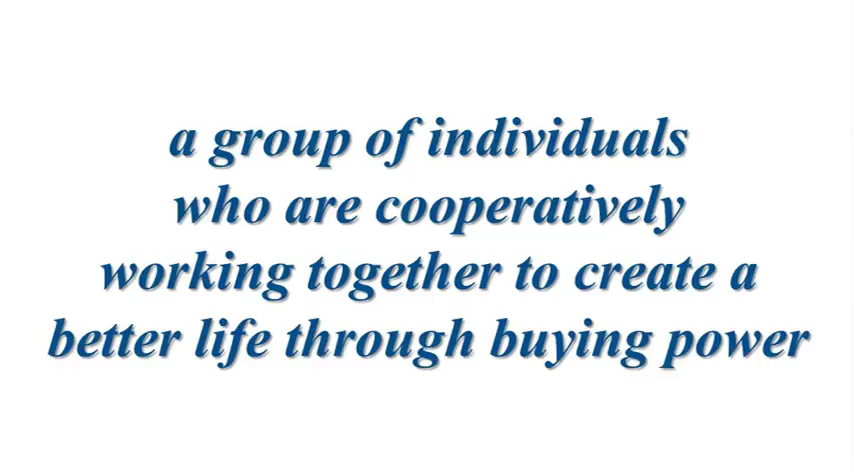 a group of individuals
who are cooperatively
working together to create a
better life through buying power